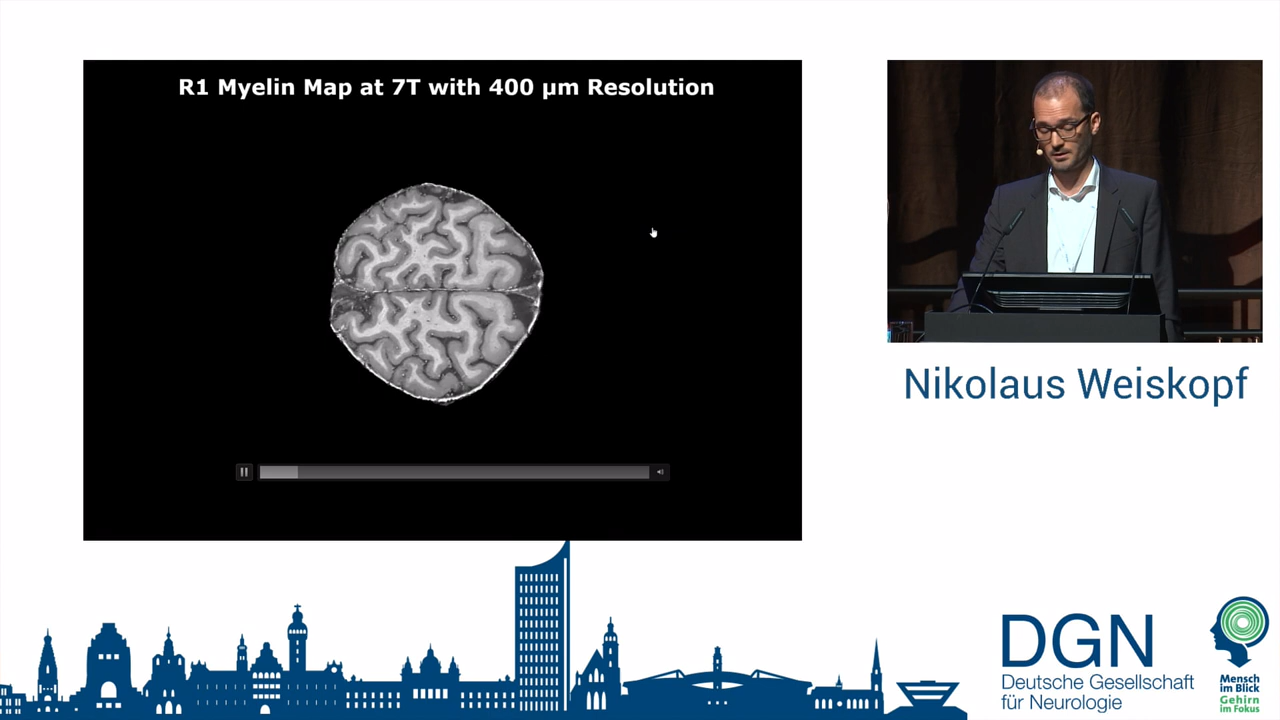 R1 Myelin Map at 7T with 400 µm Resolution
Nikolaus Weiskopf
DGN
Deutsche Gesellschaft
für Neurologie
Mensch
im Blick
Gehirn
im Fokus